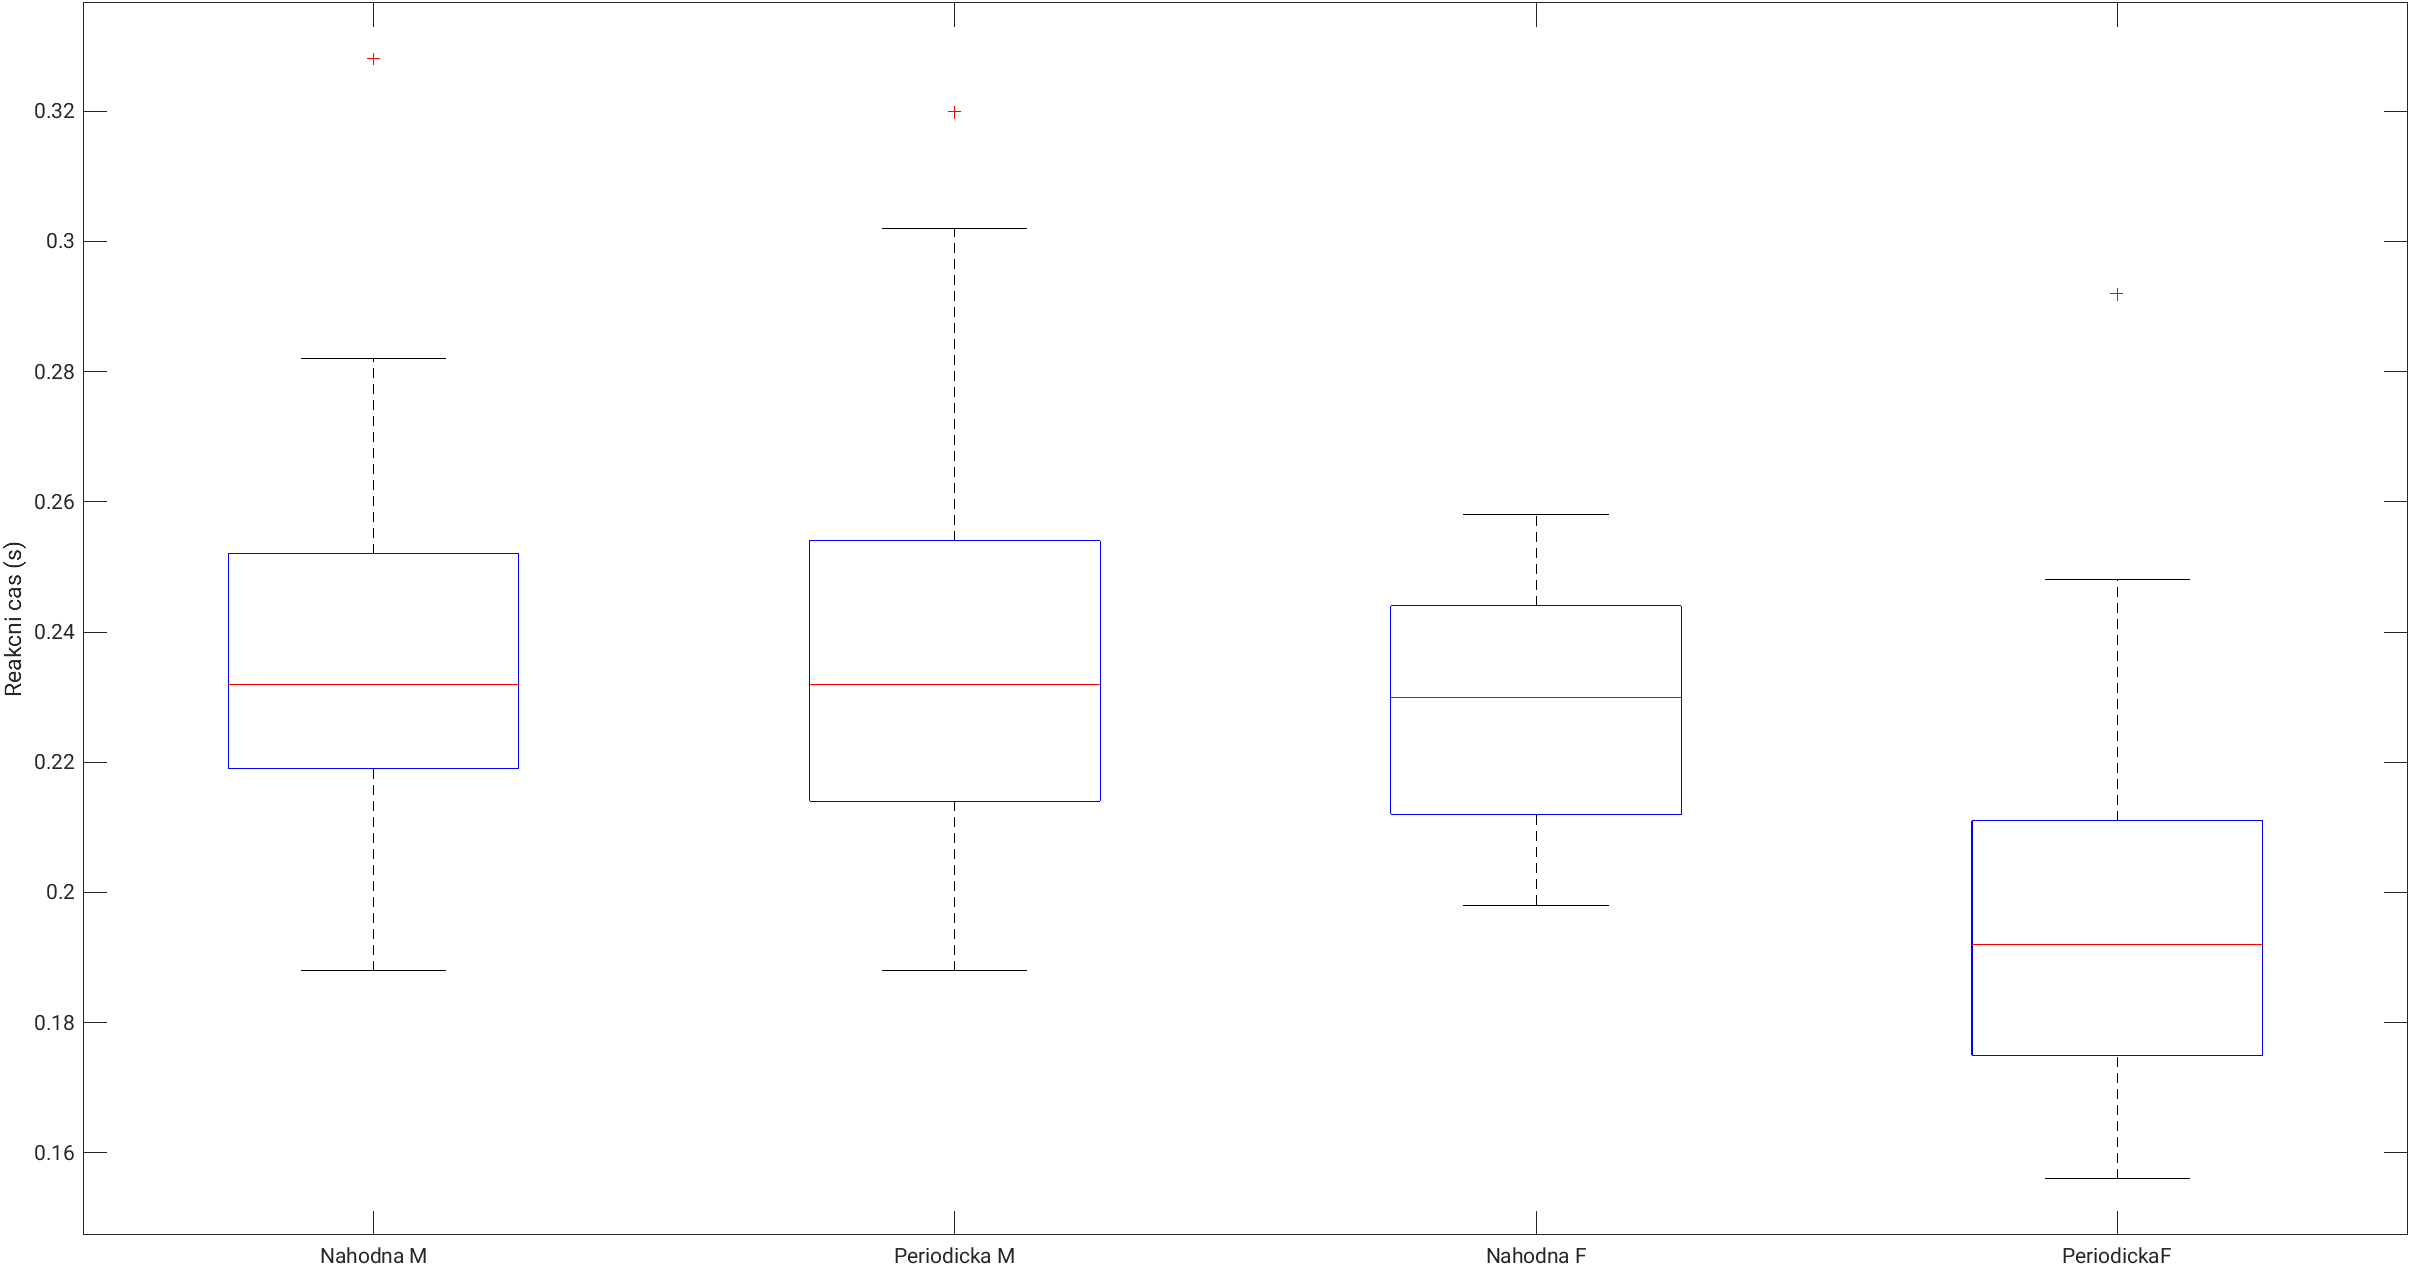 0.32
0.3
0.28
0.26
0.24
0.22
0.2
0.18
0.16
Reakcni cas (s)
Nahodna M
Periodicka M
Nahodna F
PeriodickaF